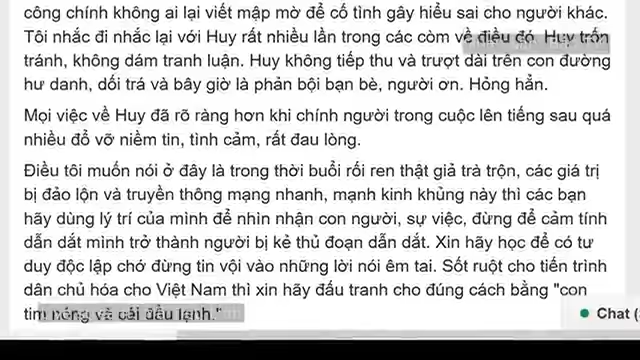 công chính không ai lại viết mập mờ để cố tình gây hiểu sai cho người khác.
Tôi nhắc đi nhắc lại với Huy rất nhiều lần trong các còm về điều đó. Huy trốn
tránh, không dám tranh luận. Huy không tiếp thu và trượt dài trên con đường
hư danh, dối trá và bây giờ là phản bội bạn bè, người ơn. Hỏng hẳn.
Mọi việc về Huy đã rõ ràng hơn khi chính người trong cuộc lên tiếng sau quá
nhiều đổ vỡ niềm tin, tình cảm, rất đau lòng.
Điều tôi muốn nói ở đây là trong thời buổi rối ren thật giả trà trộn, các giá trị
bị đảo lộn và truyền thông mạng nhanh, mạnh kinh khủng này thì các bạn
hãy dùng lý trí của mình để nhìn nhận con người, sự việc, đừng để cảm tính
dẫn dắt mình trở thành người bị kẻ thủ đoạn dẫn dắt. Xin hãy học để có tư
duy độc lập chớ đừng tin vội vào những lời nói êm tai. Sốt ruột cho tiến trình
dân chủ hóa cho Việt Nam thì xin hãy đấu tranh cho đúng cách bằng "con
tim nóng và cái đầu lạnh."
Chat (